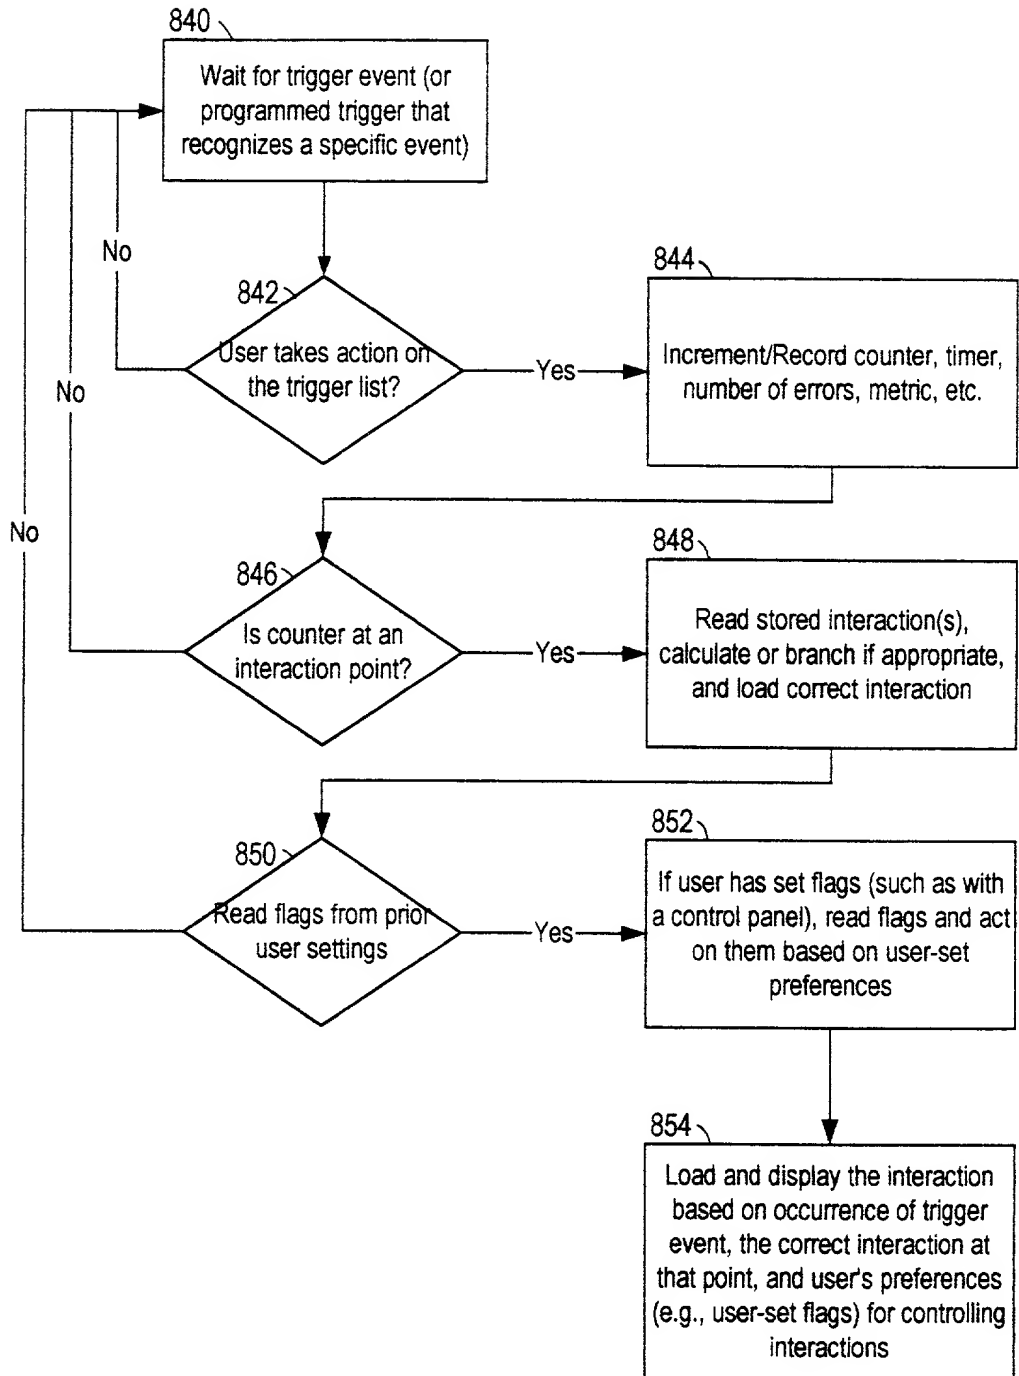 840
Wait for trigger event (or
programmed trigger that
recognizes a specific event)
No
842
User takes action on
the trigger list?
Yes
844
Increment/Record counter, timer,
number of errors, metric, etc.
No
846
Is counter at an
interaction point?
Yes
848
Read stored interaction(s),
calculate or branch if appropriate,
and load correct interaction
No
850
Read flags from prior
user settings
Yes
852
If user has set flags (such as with
a control panel), read flags and act
on them based on user-set
preferences
854
Load and display the interaction
based on occurrence of trigger
event, the correct interaction at
that point, and user's preferences
(e.g., user-set flags) for controlling
interactions